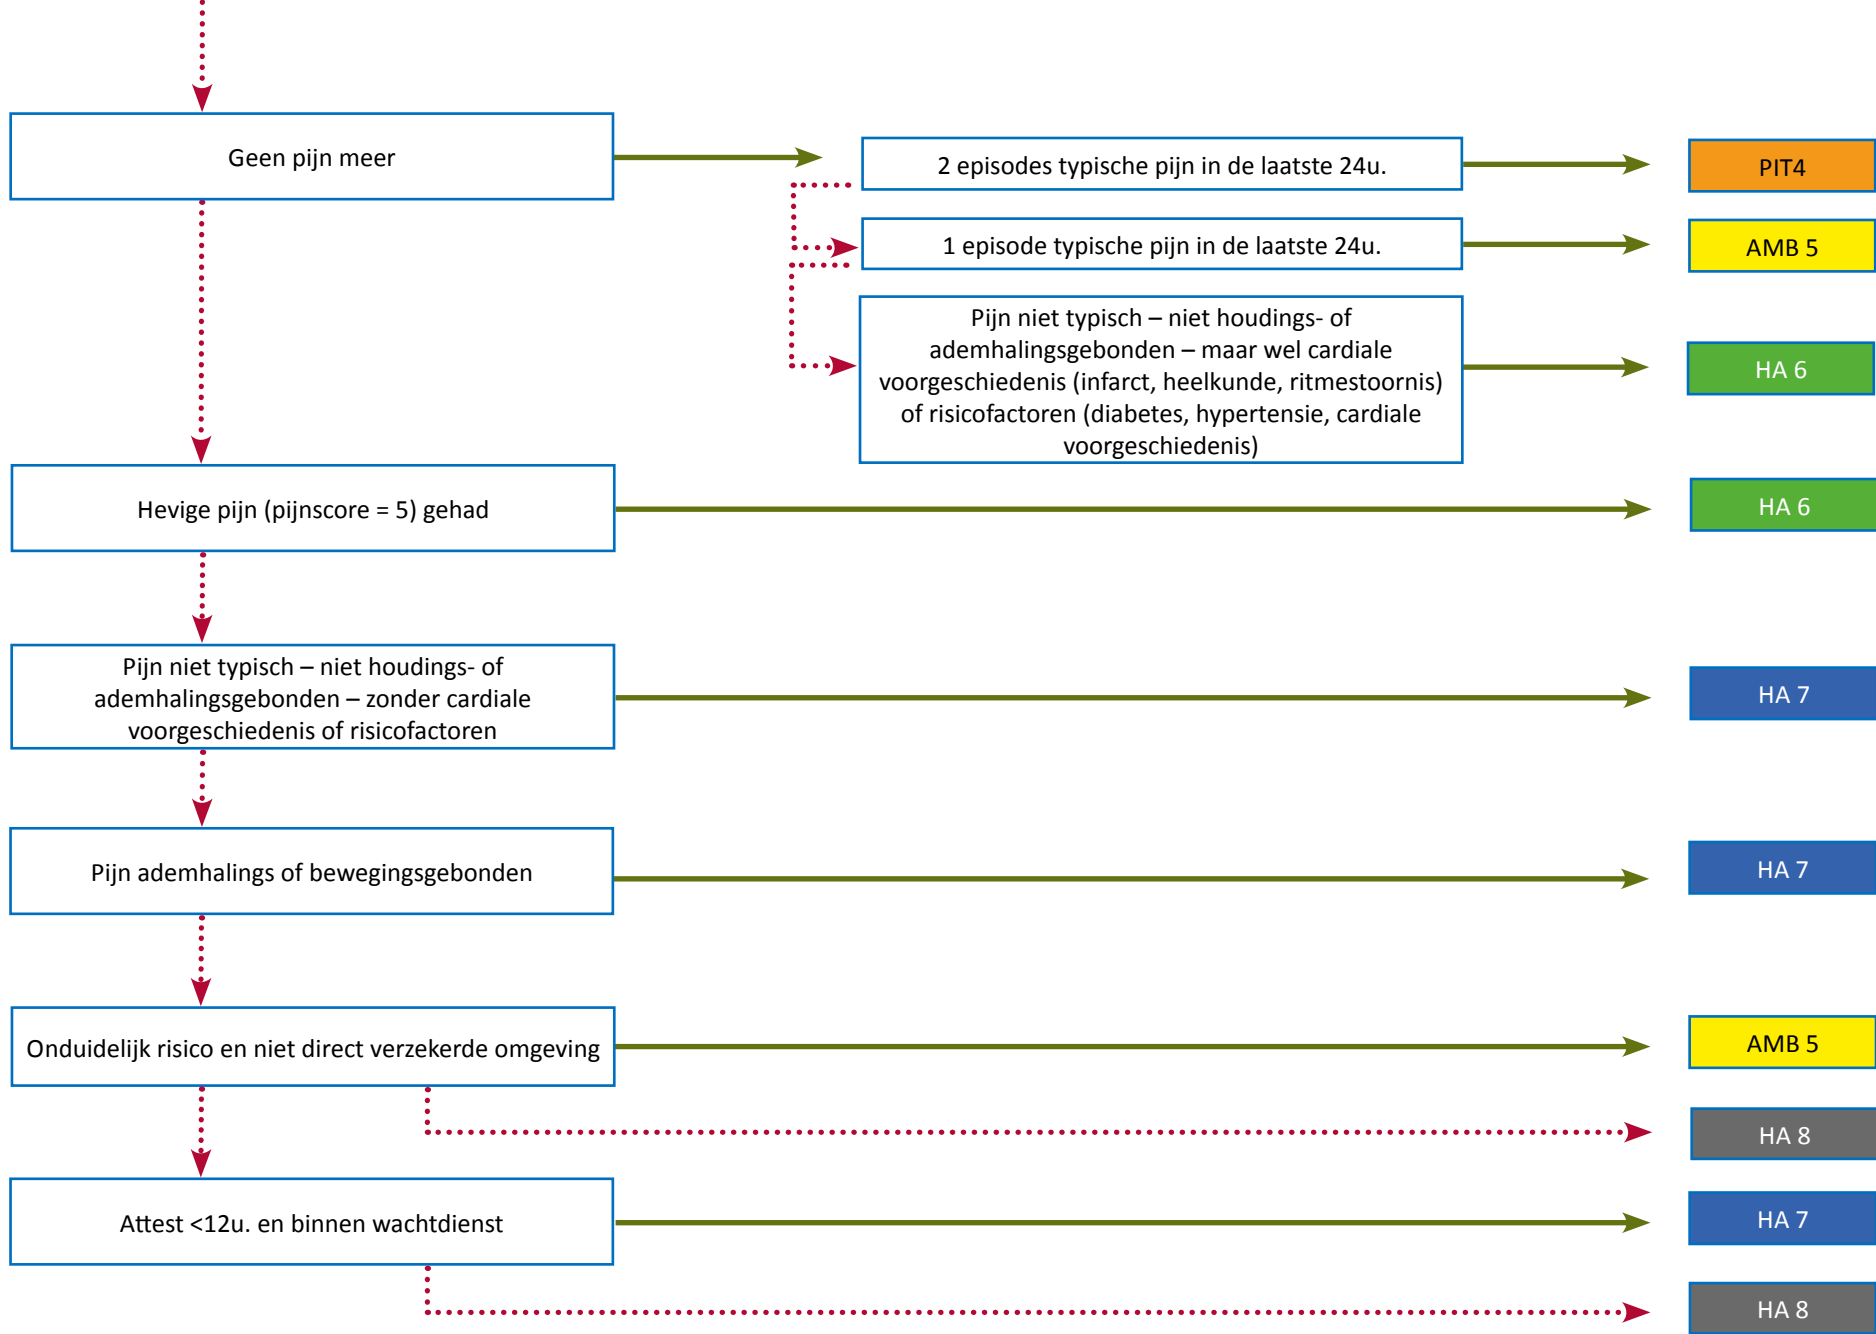 Geen pijn meer
2 episodes typische pijn in de laatste 24u.
PIT4
1 episode typische pijn in de laatste 24u.
AMB 5
Pijn niet typisch – niet houdings- of
ademhalingsgebonden – maar wel cardiale
voorgeschiedenis (infarct, heelkunde, ritmestoornis)
of risicofactoren (diabetes, hypertensie, cardiale
voorgeschiedenis)
HA 6
Hevige pijn (pijnscore = 5) gehad
HA 6
Pijn niet typisch – niet houdings- of
ademhalingsgebonden – zonder cardiale
voorgeschiedenis of risicofactoren
HA 7
Pijn ademhalings of bewegingsgebonden
HA 7
Onduidelijk risico en niet direct verzekerde omgeving
AMB 5
HA 8
Attest <12u. en binnen wachtdienst
HA 7
HA 8